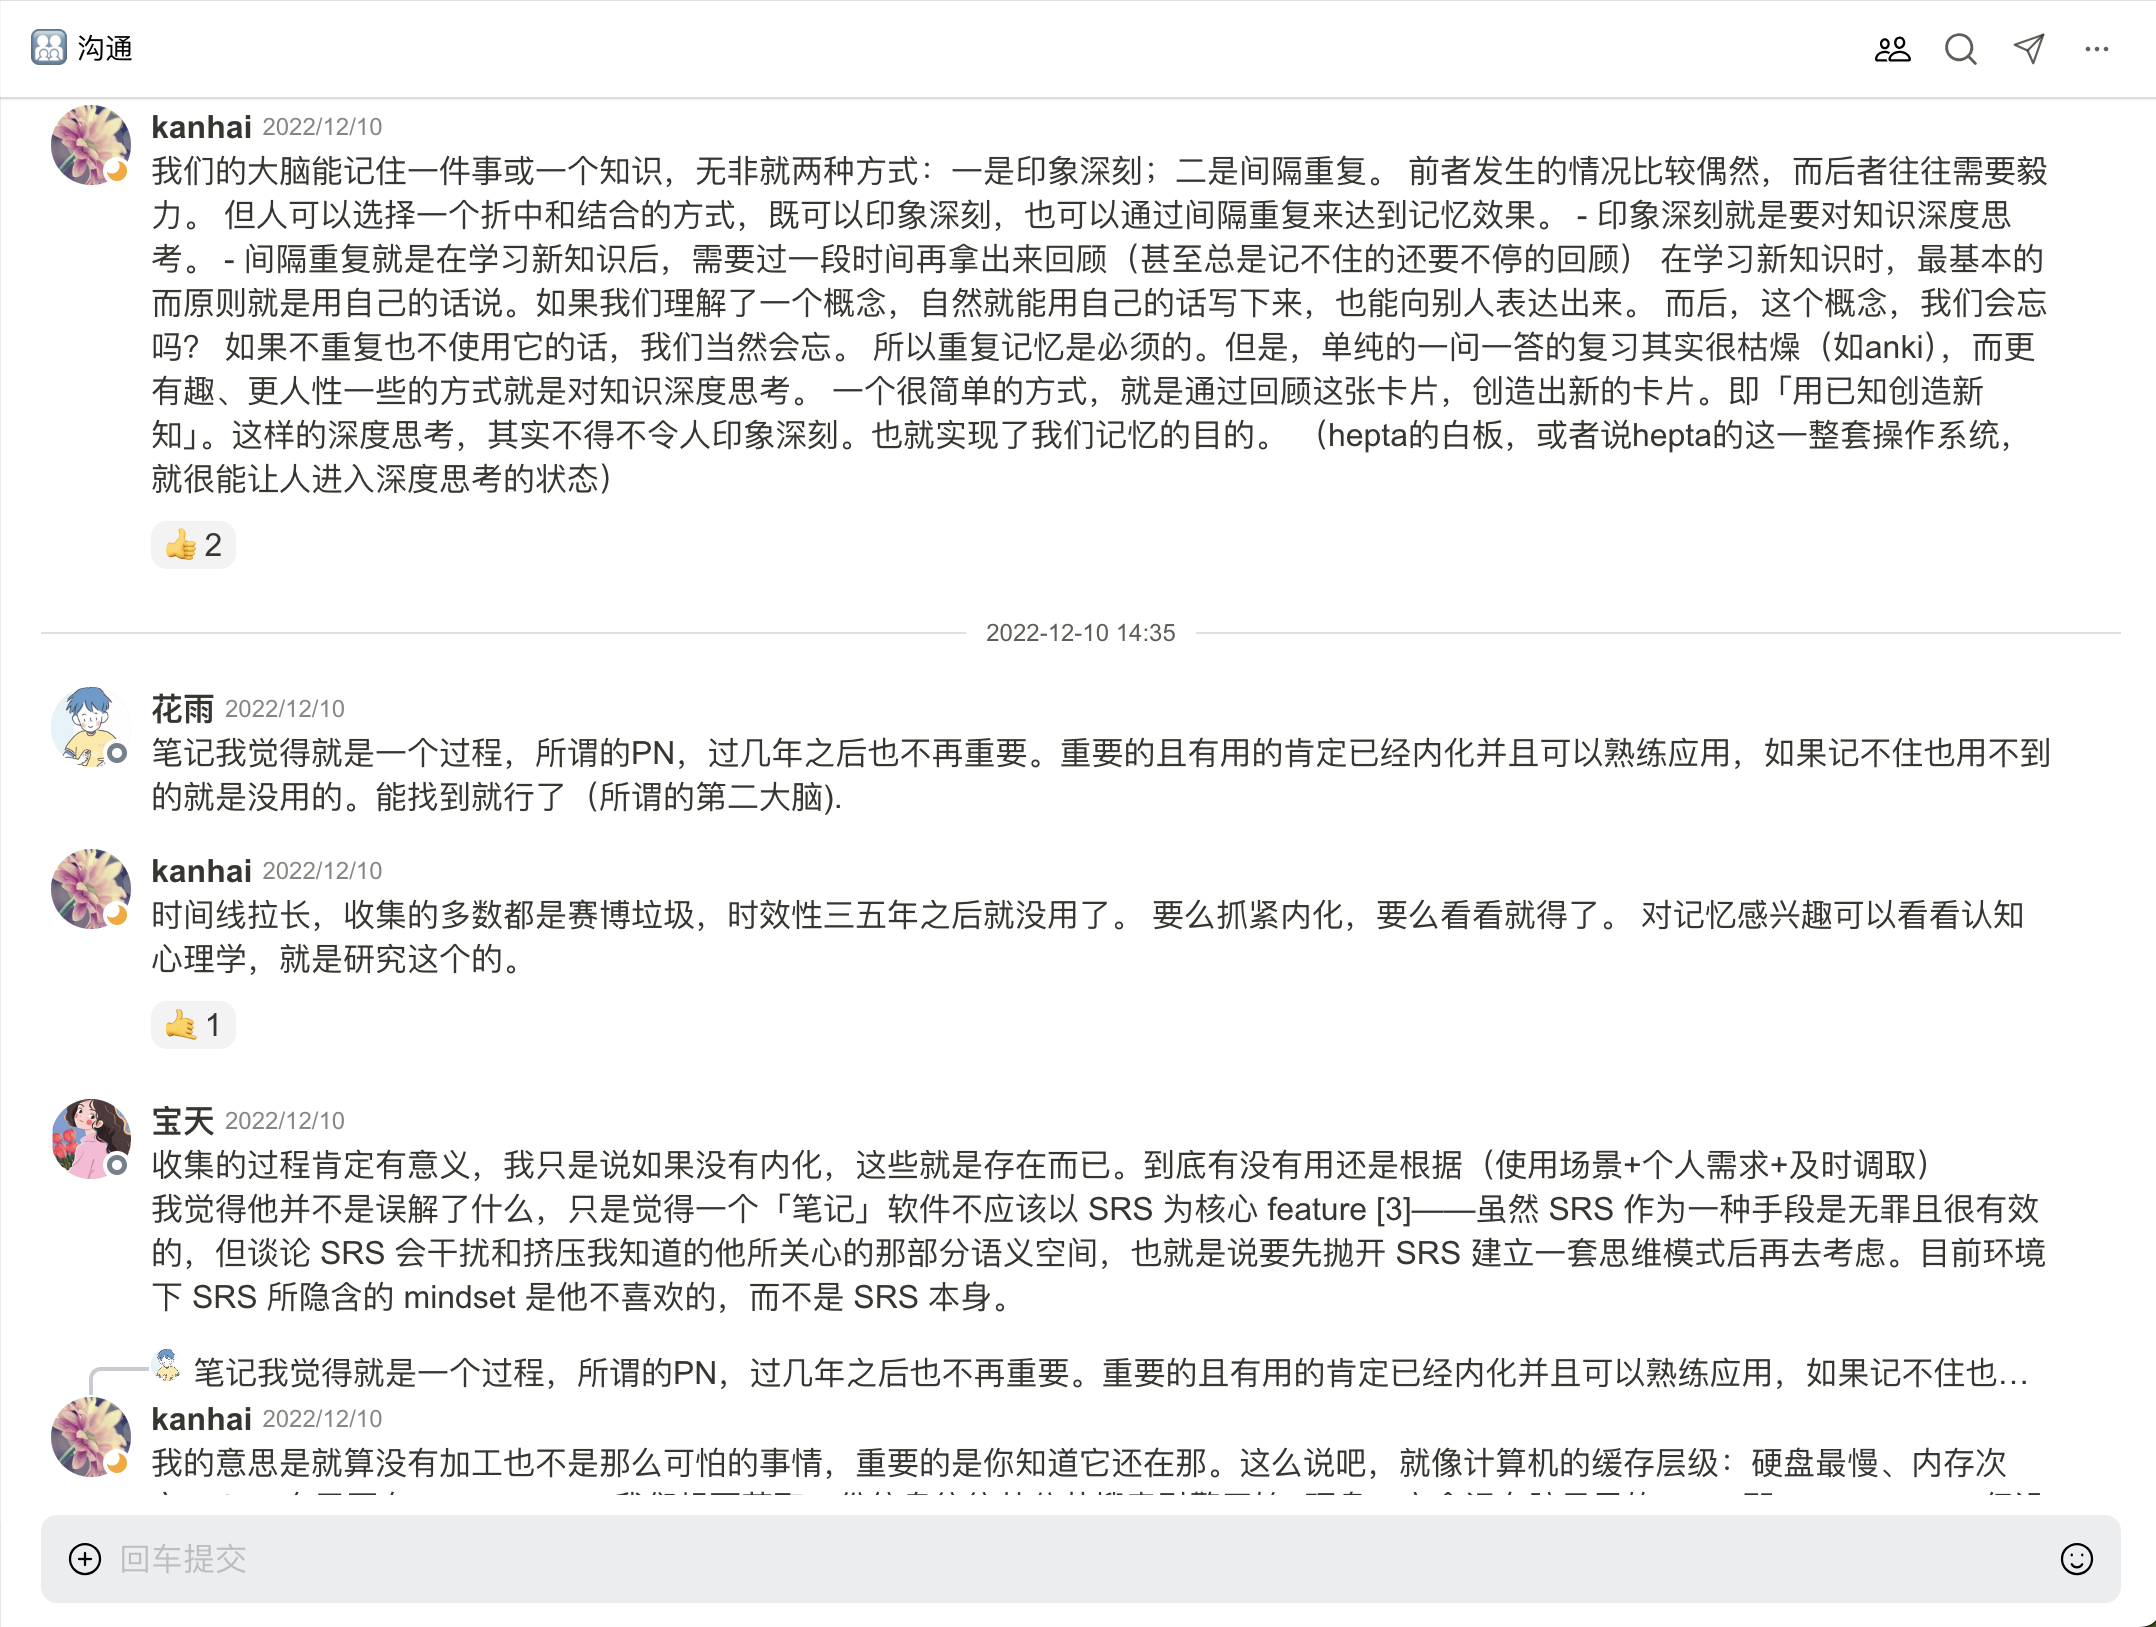 沟通
kanhai 2022/12/10
我们的大脑能记住一件事或一个知识，无非就两种方式：一是印象深刻；二是间隔重复。 前者发生的情况比较偶然，而后者往往需要毅
力。 但人可以选择一个折中和结合的方式，既可以印象深刻，也可以通过间隔重复来达到记忆效果。 - 印象深刻就是要对知识深度思
考。 - 间隔重复就是在学习新知识后，需要过一段时间再拿出来回顾（甚至总是记不住的还要不停的回顾） 在学习新知识时，最基本的
而原则就是用自己的话说。如果我们理解了一个概念，自然就能用自己的话写下来，也能向别人表达出来。 而后，这个概念，我们会忘
吗？ 如果不重复也不使用它的话，我们当然会忘。 所以重复记忆是必须的。但是，单纯的一问一答的复习其实很枯燥（如anki），而更
有趣、更人性一些的方式就是对知识深度思考。 一个很简单的方式，就是通过回顾这张卡片，创造出新的卡片。即「用已知创造新
知」。这样的深度思考，其实不得不令人印象深刻。也就实现了我们记忆的目的。 （hepta的白板，或者说hepta的这一整套操作系统，
就很能让人进入深度思考的状态）
👍 2
2022-12-10 14:35
花雨 2022/12/10
笔记我觉得就是一个过程，所谓的PN，过几年之后也不再重要。重要的且有用的肯定已经内化并且可以熟练应用，如果记不住也用不到
的就是没用的。能找到就行了（所谓的第二大脑).
kanhai 2022/12/10
时间线拉长，收集的多数都是赛博垃圾，时效性三五年之后就没用了。 要么抓紧内化，要么看看就得了。 对记忆感兴趣可以看看认知
心理学，就是研究这个的。
🤙 1
宝天 2022/12/10
收集的过程肯定有意义，我只是说如果没有内化，这些就是存在而已。到底有没有用还是根据（使用场景+个人需求+及时调取）
我觉得他并不是误解了什么，只是觉得一个「笔记」软件不应该以 SRS 为核心 feature [3]——虽然 SRS 作为一种手段是无罪且很有效
的，但谈论 SRS 会干扰和挤压我知道的他所关心的那部分语义空间，也就是说要先抛开 SRS 建立一套思维模式后再去考虑。目前环境
下 SRS 所隐含的 mindset 是他不喜欢的，而不是 SRS 本身。
笔记我觉得就是一个过程，所谓的PN，过几年之后也不再重要。重要的且有用的肯定已经内化并且可以熟练应用，如果记不住也...
kanhai 2022/12/10
我的意思是就算没有加工也不是那么可怕的事情，重要的是你知道它还在那。这么说吧，就像计算机的缓存层级：硬盘最慢、内存次
回车提交